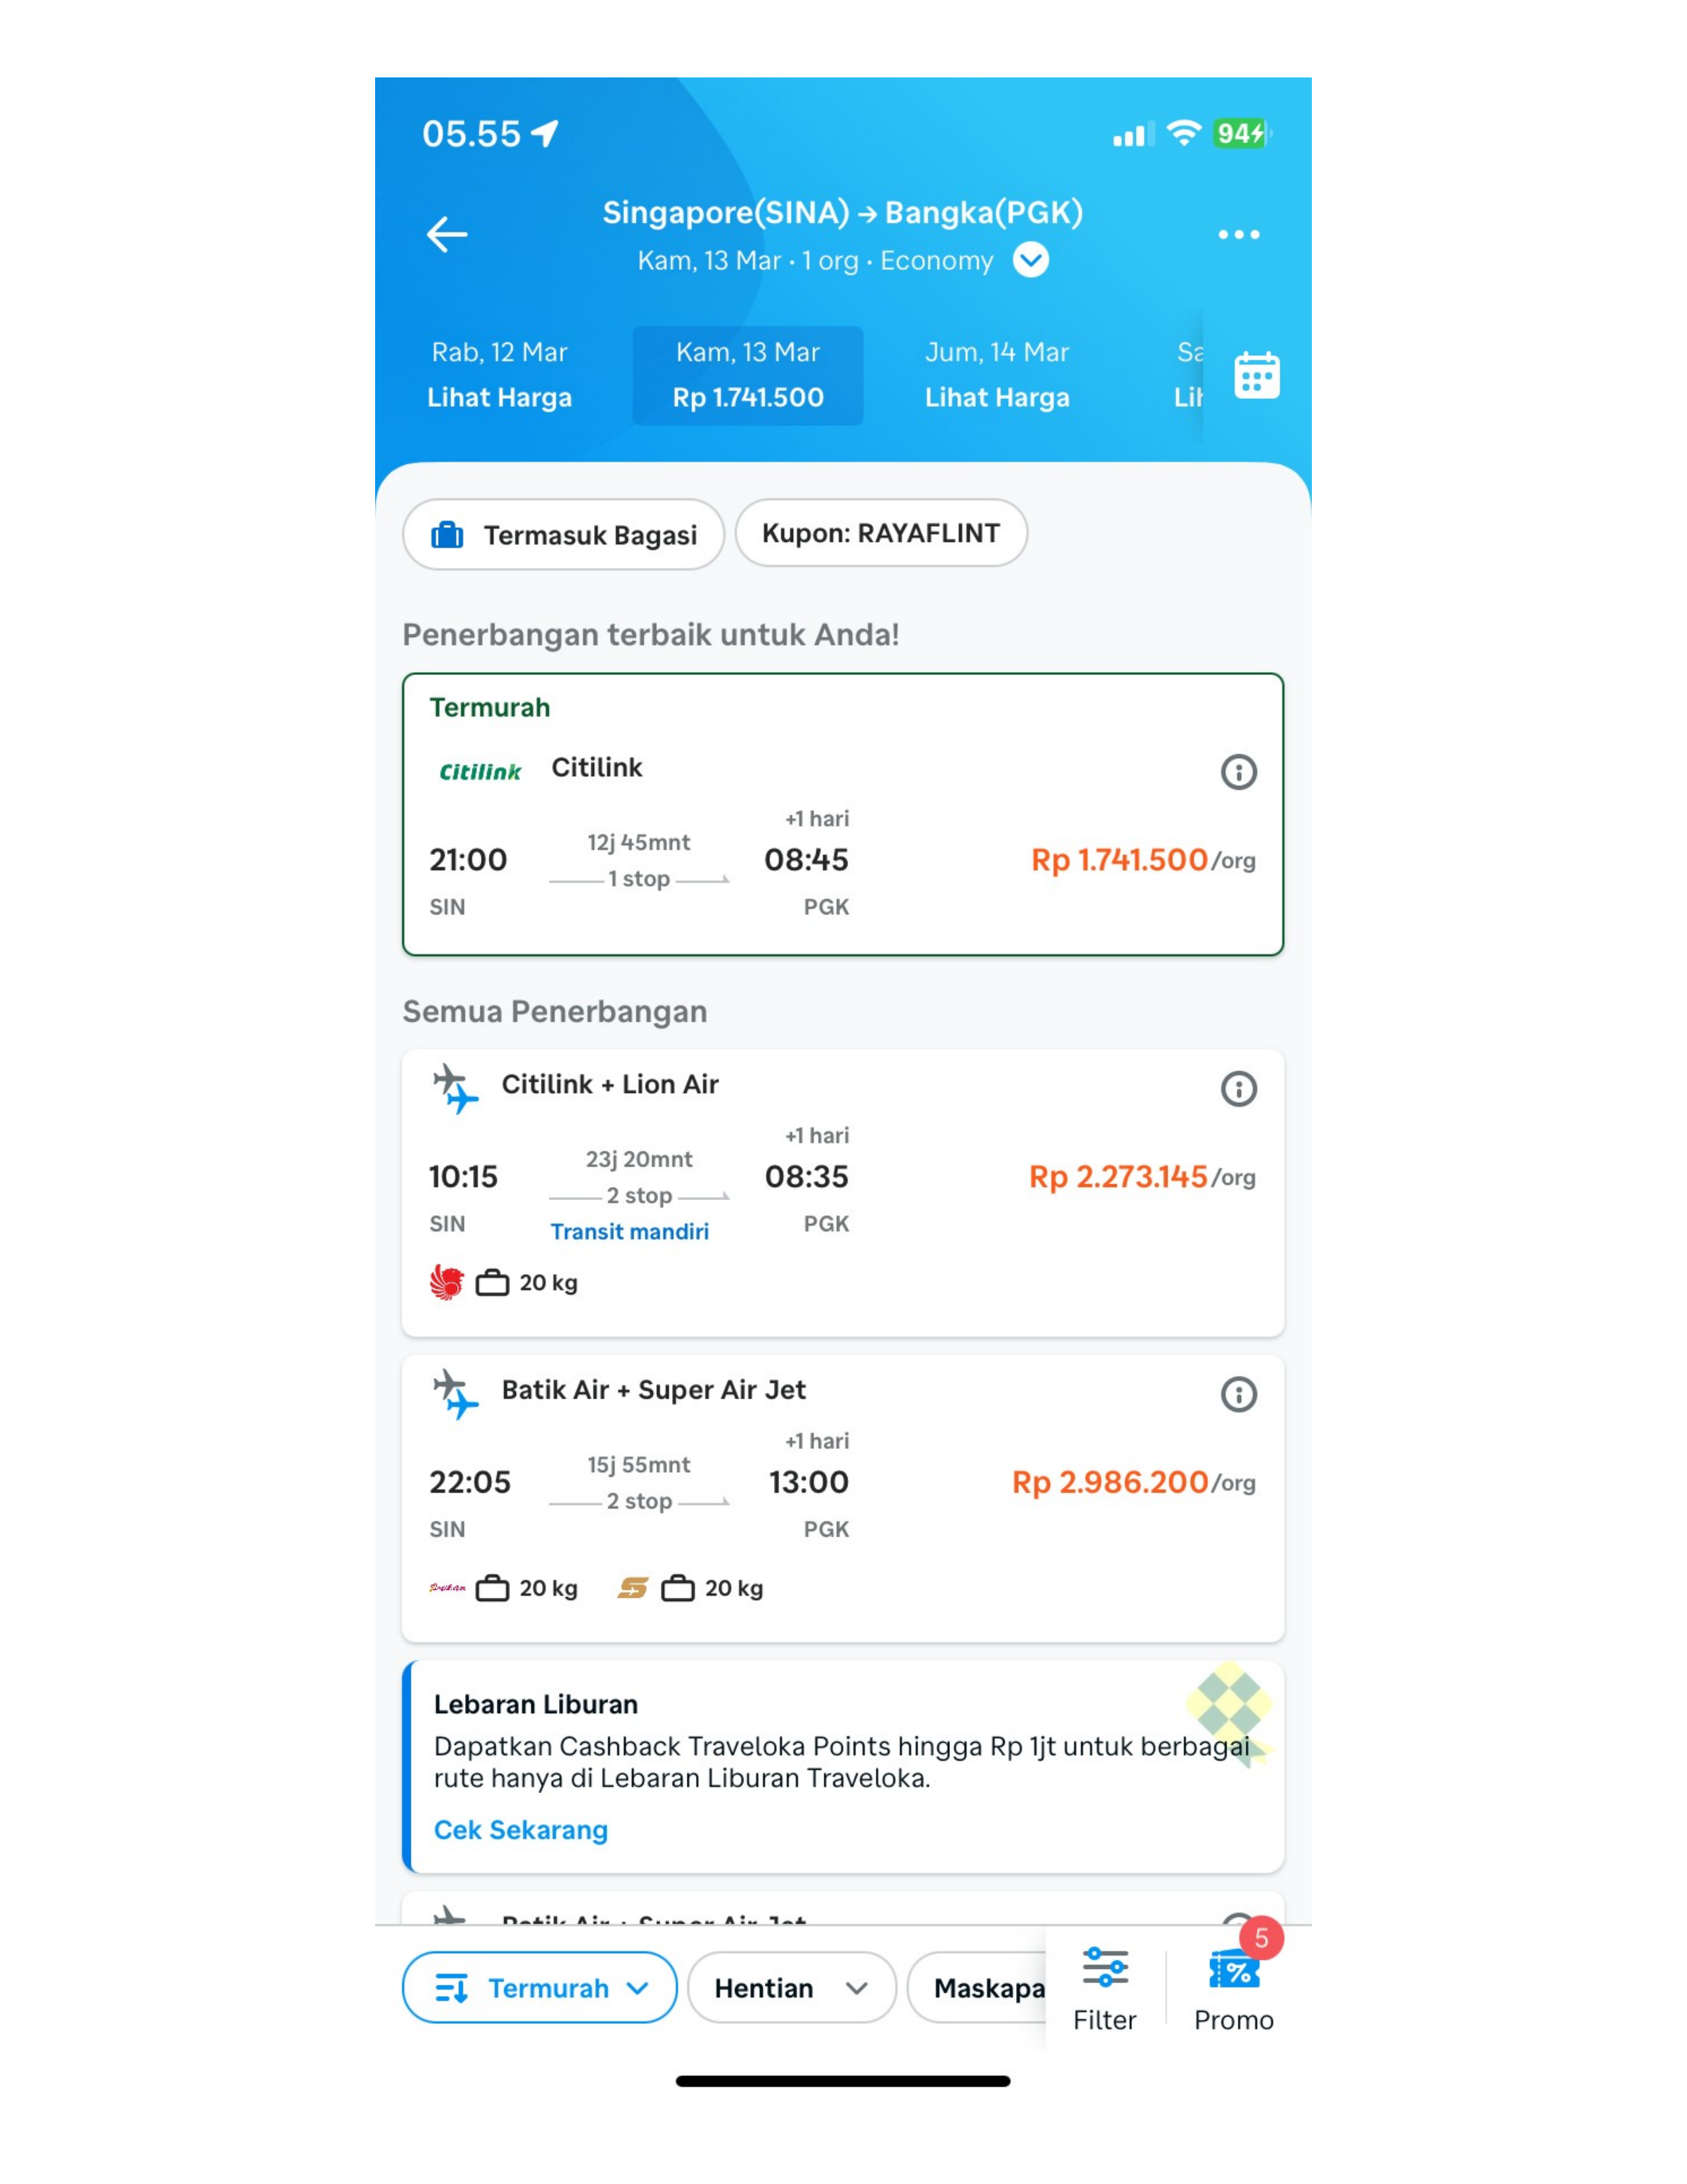 05.55
94
Singapore(SINA) → Bangka(PGK)
Kam, 13 Mar • 1 org • Economy
Rab, 12 Mar
Lihat Harga
Kam, 13 Mar
Rp 1.741.500
Jum, 14 Mar
Lihat Harga
Termasuk Bagasi
Kupon: RAYAFLINT
Penerbangan terbaik untuk Anda!
Termurah
Citilink Citilink
+1 hari
21:00 12j 45mnt 08:45 Rp 1.741.500/org
1 stop
SIN PGK
Semua Penerbangan
Citilink + Lion Air
+1 hari
10:15 23j 20mnt 08:35 Rp 2.273.145/org
2 stop
SIN Transit mandiri PGK
20 kg
Batik Air + Super Air Jet
+1 hari
22:05 15j 55mnt 13:00 Rp 2.986.200/org
2 stop
SIN PGK
20 kg 20 kg
Lebaran Liburan
Dapatkan Cashback Traveloka Points hingga Rp 1jt untuk berbagai
rute hanya di Lebaran Liburan Traveloka.
Cek Sekarang
Batik Air + Super Air Jet
5
Termurah
Hentian
Maskapa
Filter
Promo